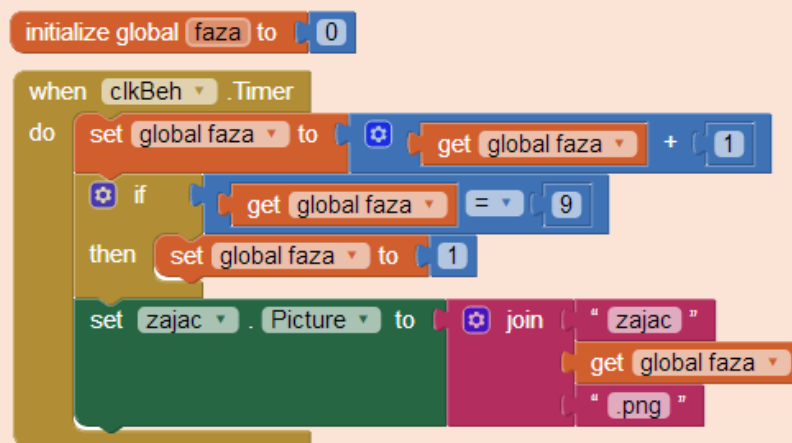 initialize global faza to 0
when clkBeh .Timer
do set global faza to get global faza + 1
if get global faza = 9
then set global faza to 1
set zajac . Picture to join " zajac "
get global faza
" .png "